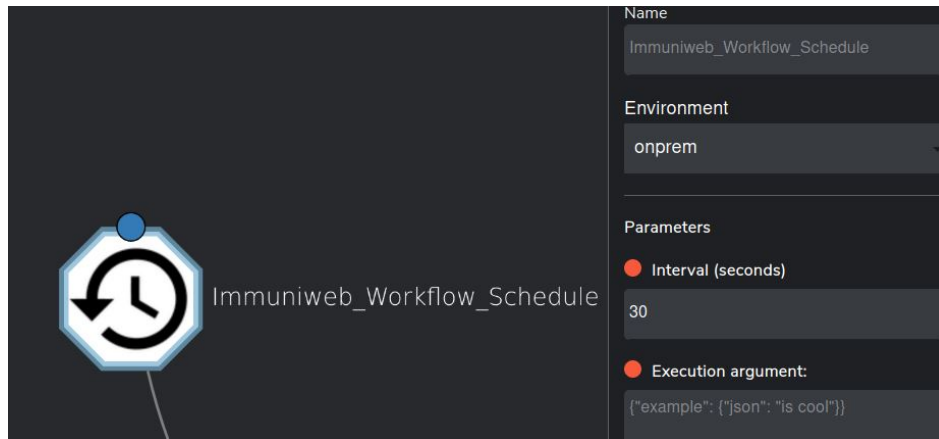 Name
Immuniweb_Workflow_Schedule
Environment
onprem
Parameters
Interval (seconds)
Immuniweb_Workflow_Schedule
30
Execution argument:
{"example": {"json": "is cool"}}